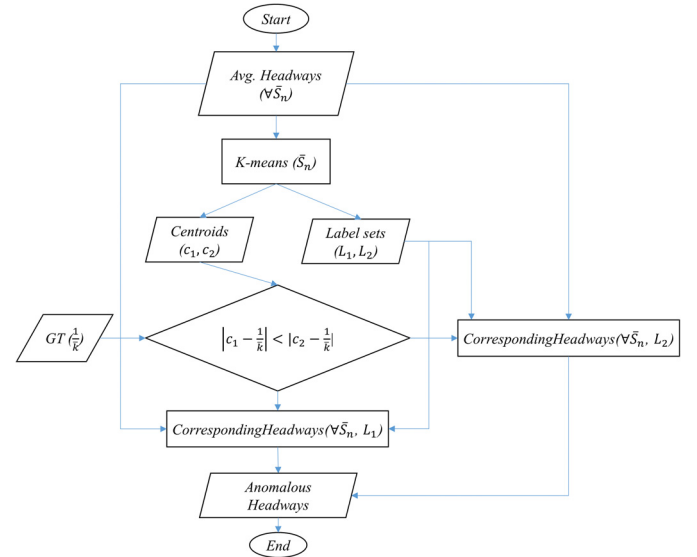 Start
Avg. Headways
(∀S̄ₙ)
K-means (S̄ₙ)
Centroids
(c₁, c₂)
Label sets
(L₁, L₂)
GT (1/k̄)
|c₁ − 1/k̄| < |c₂ − 1/k̄|
CorrespondingHeadways(∀S̄ₙ, L₂)
CorrespondingHeadways(∀S̄ₙ, L₁)
Anomalous
Headways
End